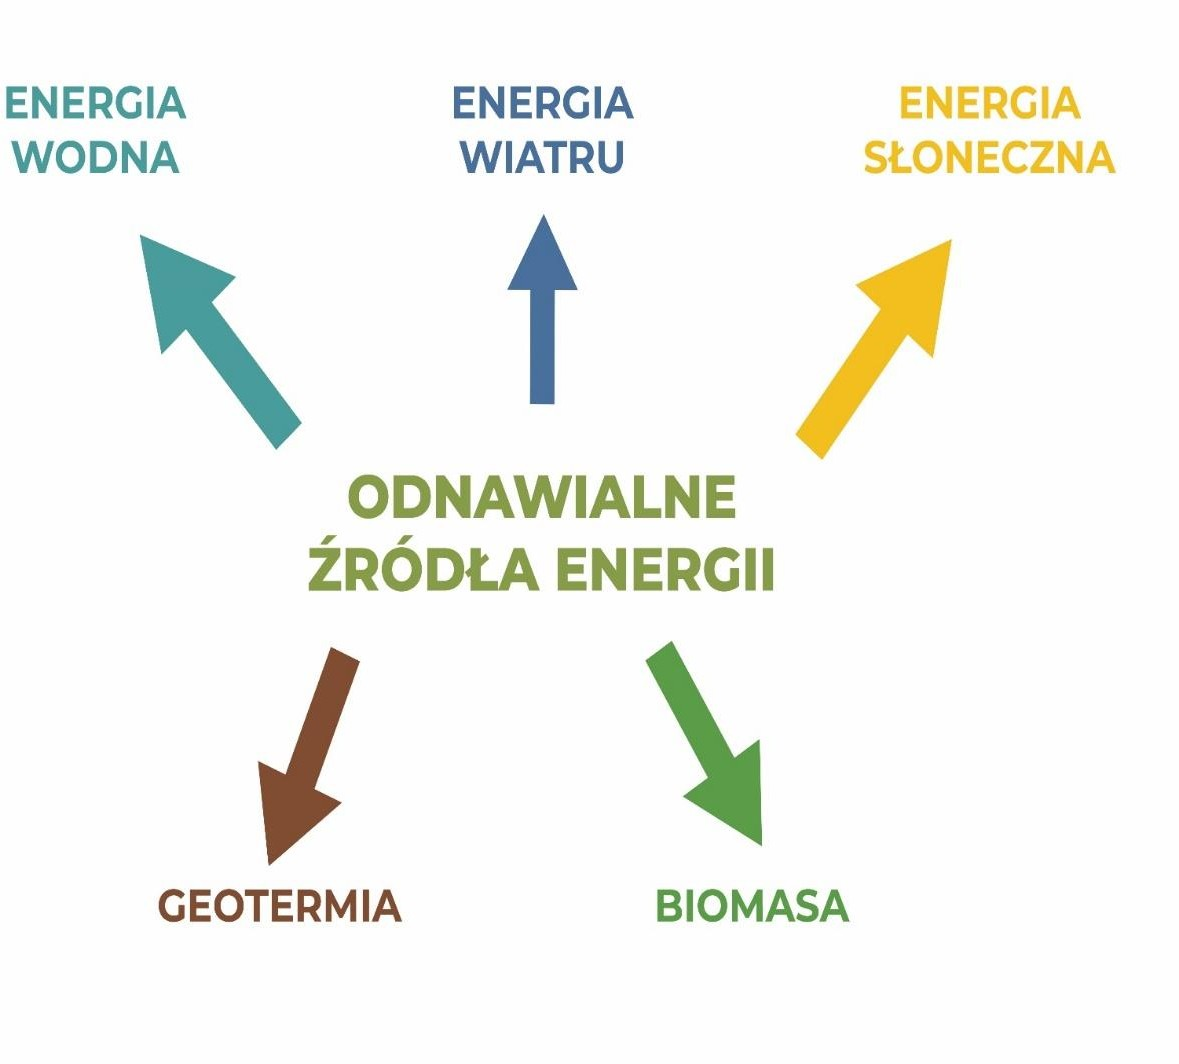 ENERGIA
WODNA
ENERGIA
WIATRU
ENERGIA
SŁONECZNA
ODNAWIALNE
ŹRÓDŁA ENERGII
GEOTERMIA
BIOMASA